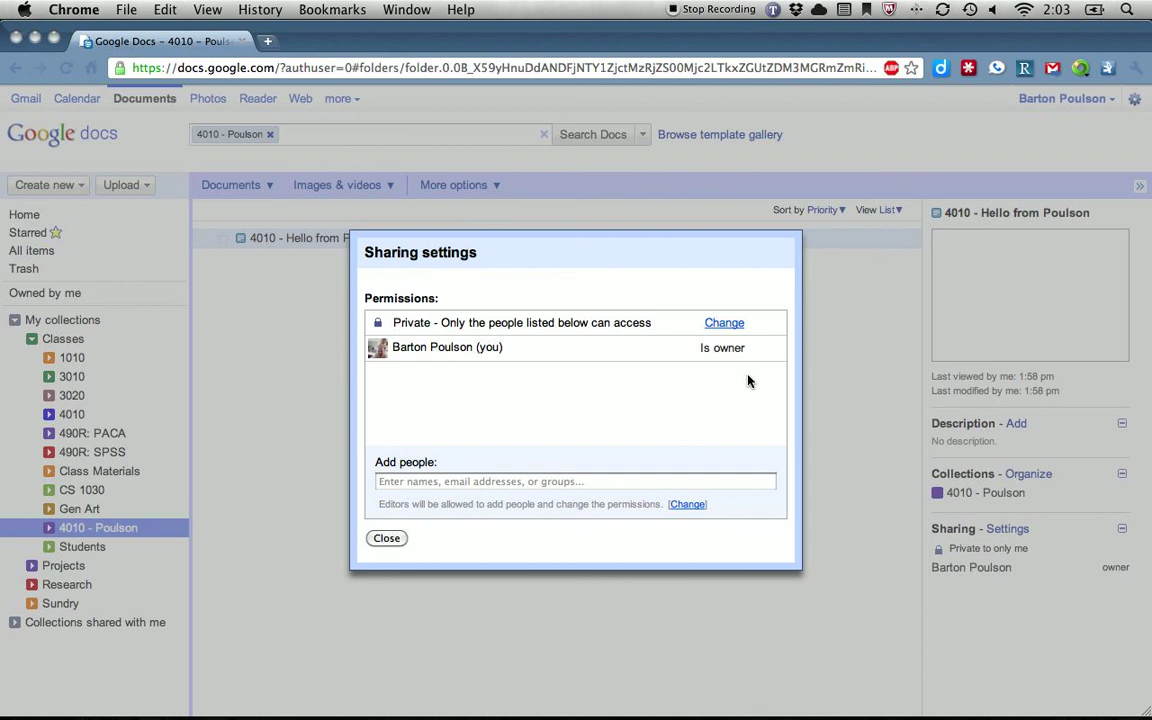 Chrome File Edit View History Bookmarks Window Help Stop Recording 2:03
Google Docs - 4010 - Pouls
https://docs.google.com/?authuser=0#folders/folder.0.0B_X59yHnuDdANDFjNTY1ZjctMzRjZS00Mjc2LTkxZGUtZDM3MGRmZmRi...
Gmail Calendar Documents Photos Reader Web more Barton Poulson
Google docs 4010 - Poulson Search Docs Browse template gallery
Create new Upload Documents Images & videos More options
Sort by Priority View List
Home
Starred
All items
Trash
Owned by me
My collections
Classes
1010
3010
3020
4010
490R: PACA
490R: SPSS
Class Materials
CS 1030
Gen Art
4010 - Poulson
Students
Projects
Research
Sundry
Collections shared with me
4010 - Hello from P
Sharing settings
Permissions:
Private - Only the people listed below can access Change
Barton Poulson (you) Is owner
Add people:
Enter names, email addresses, or groups...
Editors will be allowed to add people and change the permissions. [Change]
Close
4010 - Hello from Poulson
Last viewed by me: 1:58 pm
Last modified by me: 1:58 pm
Description - Add
No description.
Collections - Organize
4010 - Poulson
Sharing - Settings
Private to only me
Barton Poulson owner